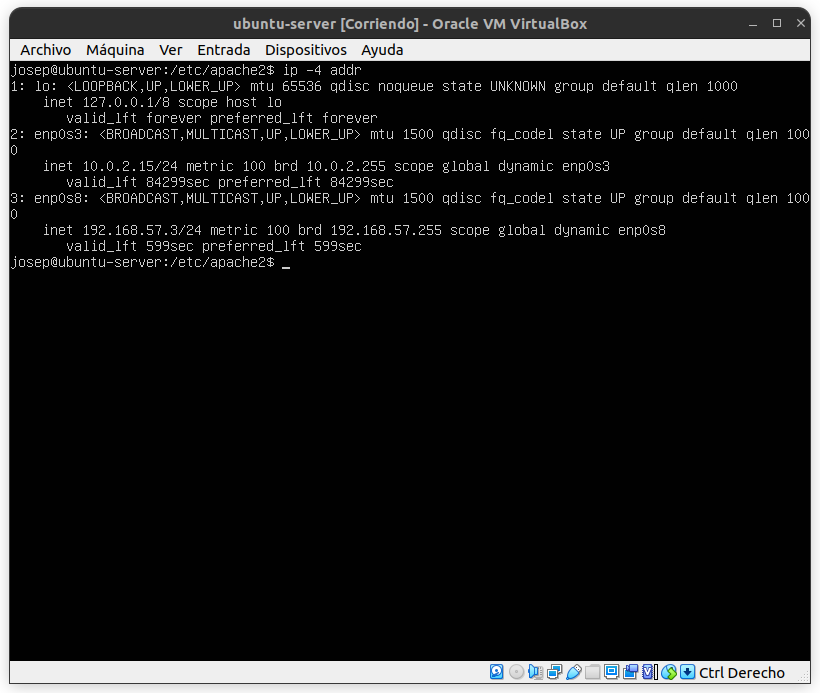 ubuntu-server [Corriendo] - Oracle VM VirtualBox
Archivo Máquina Ver Entrada Dispositivos Ayuda
josep@ubuntu-server:/etc/apache2$ ip -4 addr
1: lo: <LOOPBACK,UP,LOWER_UP> mtu 65536 qdisc noqueue state UNKNOWN group default qlen 1000
    inet 127.0.0.1/8 scope host lo
       valid_lft forever preferred_lft forever
2: enp0s3: <BROADCAST,MULTICAST,UP,LOWER_UP> mtu 1500 qdisc fq_codel state UP group default qlen 100
0
    inet 10.0.2.15/24 metric 100 brd 10.0.2.255 scope global dynamic enp0s3
       valid_lft 84299sec preferred_lft 84299sec
3: enp0s8: <BROADCAST,MULTICAST,UP,LOWER_UP> mtu 1500 qdisc fq_codel state UP group default qlen 100
0
    inet 192.168.57.3/24 metric 100 brd 192.168.57.255 scope global dynamic enp0s8
       valid_lft 599sec preferred_lft 599sec
josep@ubuntu-server:/etc/apache2$ _
Ctrl Derecho